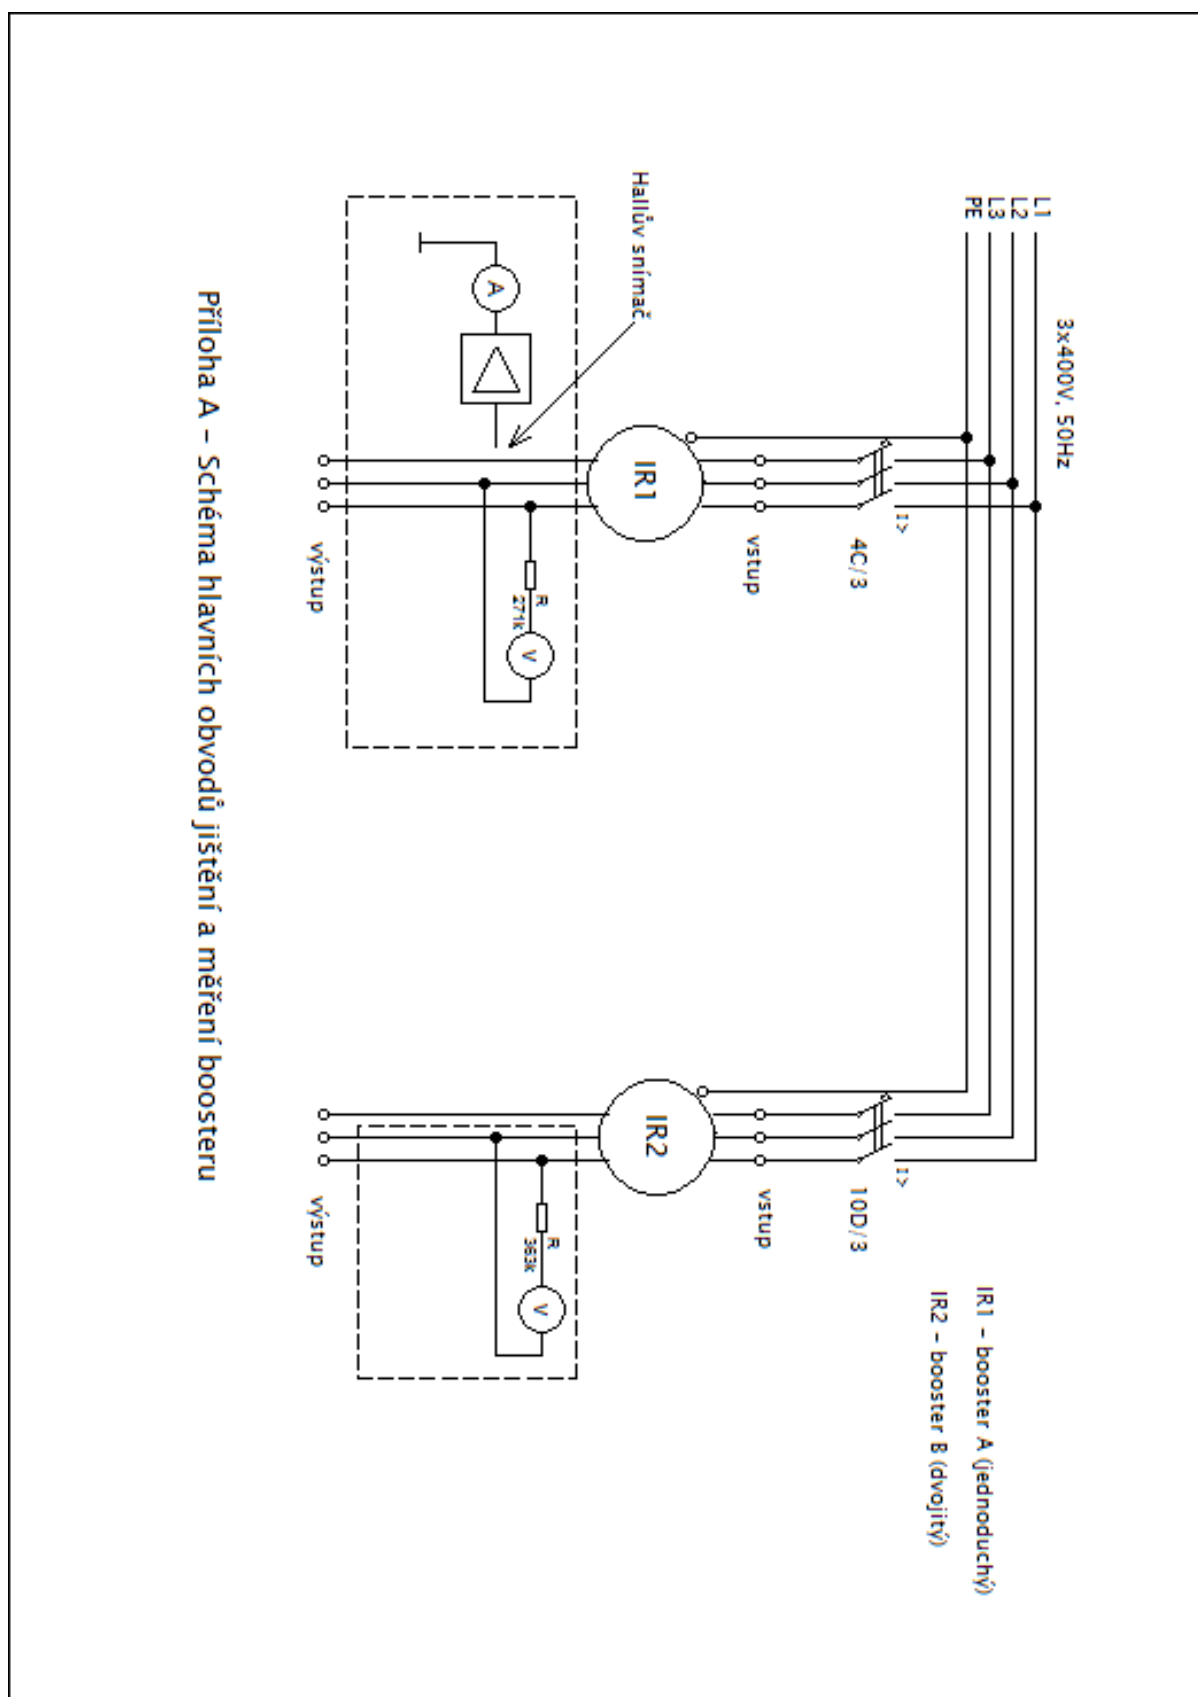 3x400V, 50Hz
L1
L2
L3
PE
IR1 – booster A (jednoduchý)
IR2 – booster B (dvojitý)
I>
4C/3
I>
10D/3
vstup
vstup
Hallův snímač
IR1
IR2
R
271k
V
A
R
363k
V
výstup
výstup
Příloha A – Schéma hlavních obvodů jištění a měření boosteru